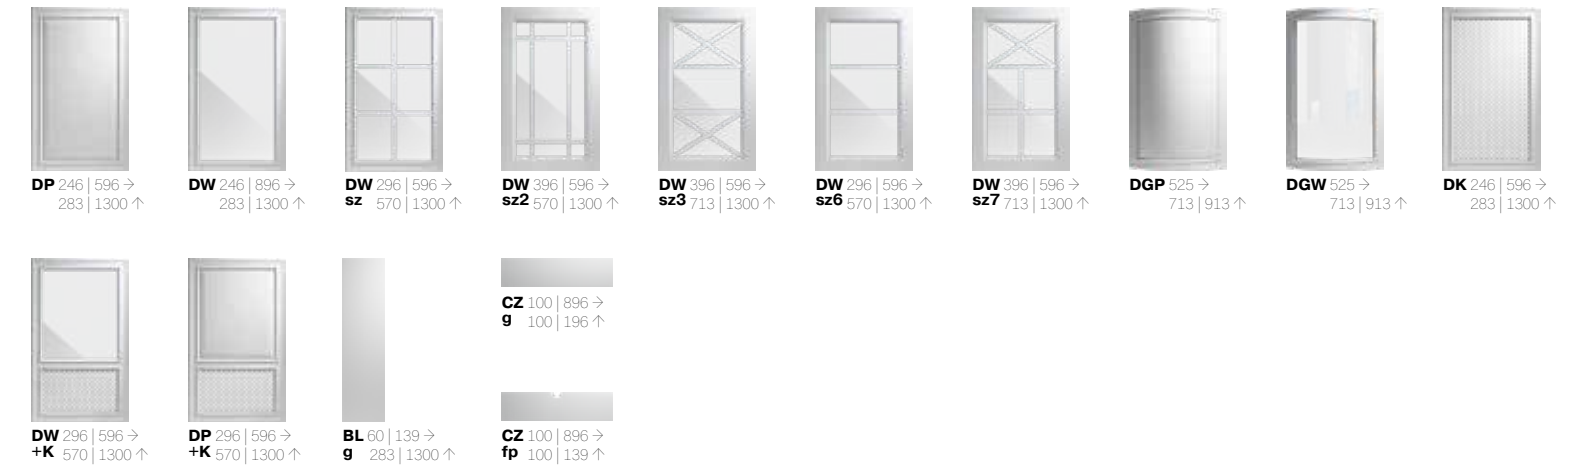 DP 246 | 596 →
283 | 1300 ↑
DW 246 | 896 →
283 | 1300 ↑
DW 296 | 596 →
sz 570 | 1300 ↑
DW 396 | 596 →
sz2 570 | 1300 ↑
DW 396 | 596 →
sz3 713 | 1300 ↑
DW 296 | 596 →
sz6 570 | 1300 ↑
DW 396 | 596 →
sz7 713 | 1300 ↑
DGP 525 →
713 | 913 ↑
DGW 525 →
713 | 913 ↑
DK 246 | 596 →
283 | 1300 ↑
DW 296 | 596 →
+K 570 | 1300 ↑
DP 296 | 596 →
+K 570 | 1300 ↑
BL 60 | 139 →
g 283 | 1300 ↑
CZ 100 | 896 →
g 100 | 196 ↑
CZ 100 | 896 →
fp 100 | 139 ↑